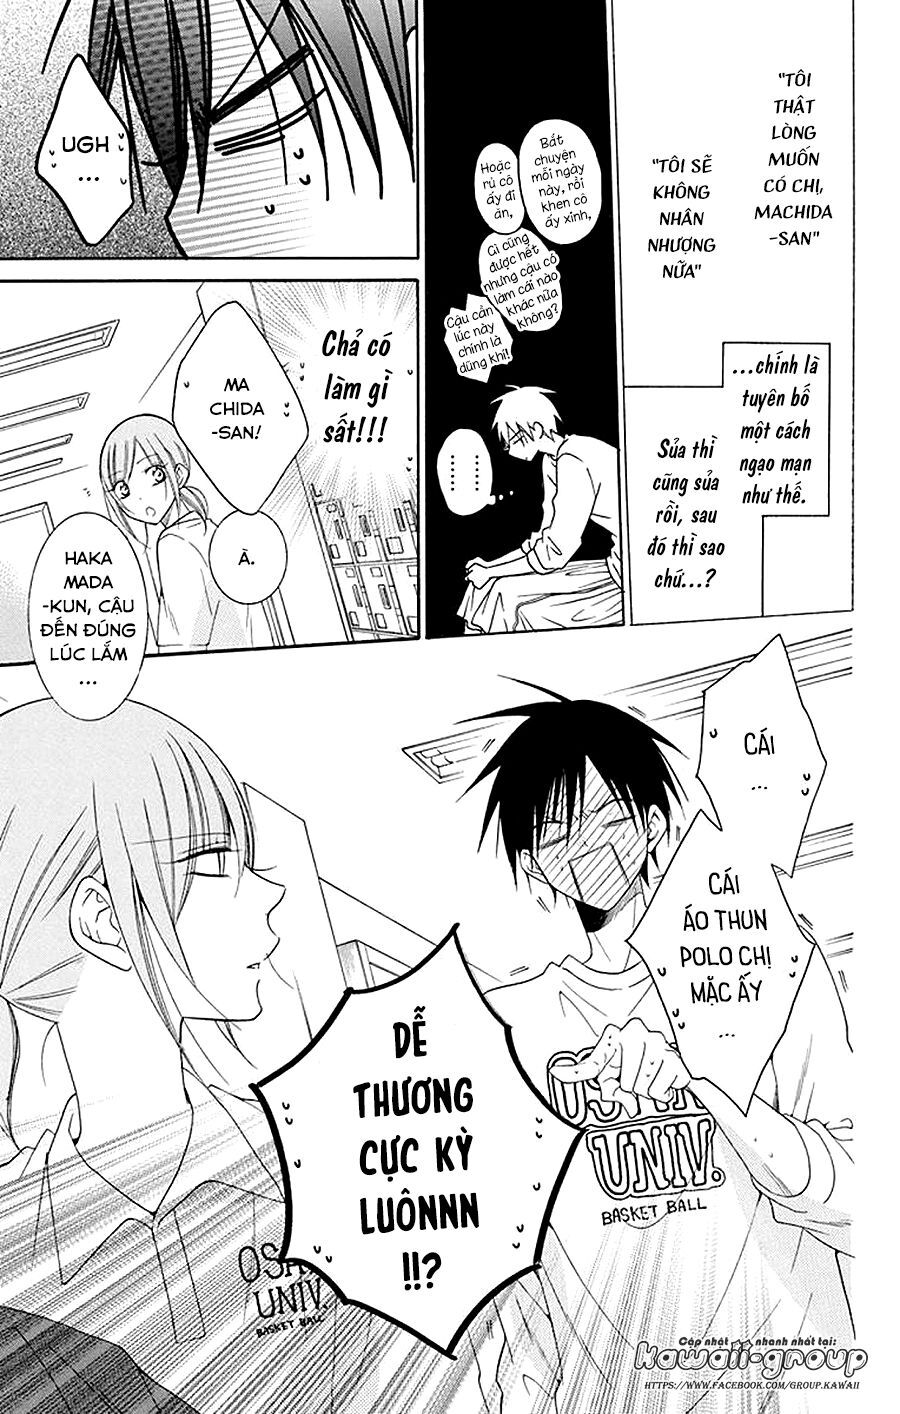 "TÔI
THẬT
LÒNG
MUỐN
CÓ CHỊ,
MACHIDA
-SAN"
"TÔI SẼ
KHÔNG
NHÂN
NHƯỢNG
NỮA"
...chính là
tuyên bố
một cách
ngạo mạn
như thế.
Sủa thì
cũng sủa
rồi, sau
đó thì sao
chứ...?
Bắt
chuyện
mỗi ngày
này, rồi
khen cô
ấy xinh,
Hoặc
rủ cô
ấy đi
ăn,
Gì cũng
được hết
nhưng cậu có
làm cái nào
khác nữa
không?
Cậu cần
lúc này
chính là
dũng khí!
......
......
UGH
...
Chả có
làm gì
sất!!!
MA
CHIDA
-SAN!
À.
HAKA
MADA
-KUN, CẬU
ĐẾN ĐÚNG
LÚC LẮM
...
CÁI
...
CÁI
ÁO THUN
POLO CHỊ
MẶC ẤY
...
DỄ
THƯƠNG
CỰC KỲ
LUÔNNN
!!?
UNIV.
BASKET BALL
UNIV.
BASKET BALL
Cập nhật nhanh nhất tại:
kawaii-group
HTTPS://WWW.FACEBOOK.COM/GROUP.KAWAII